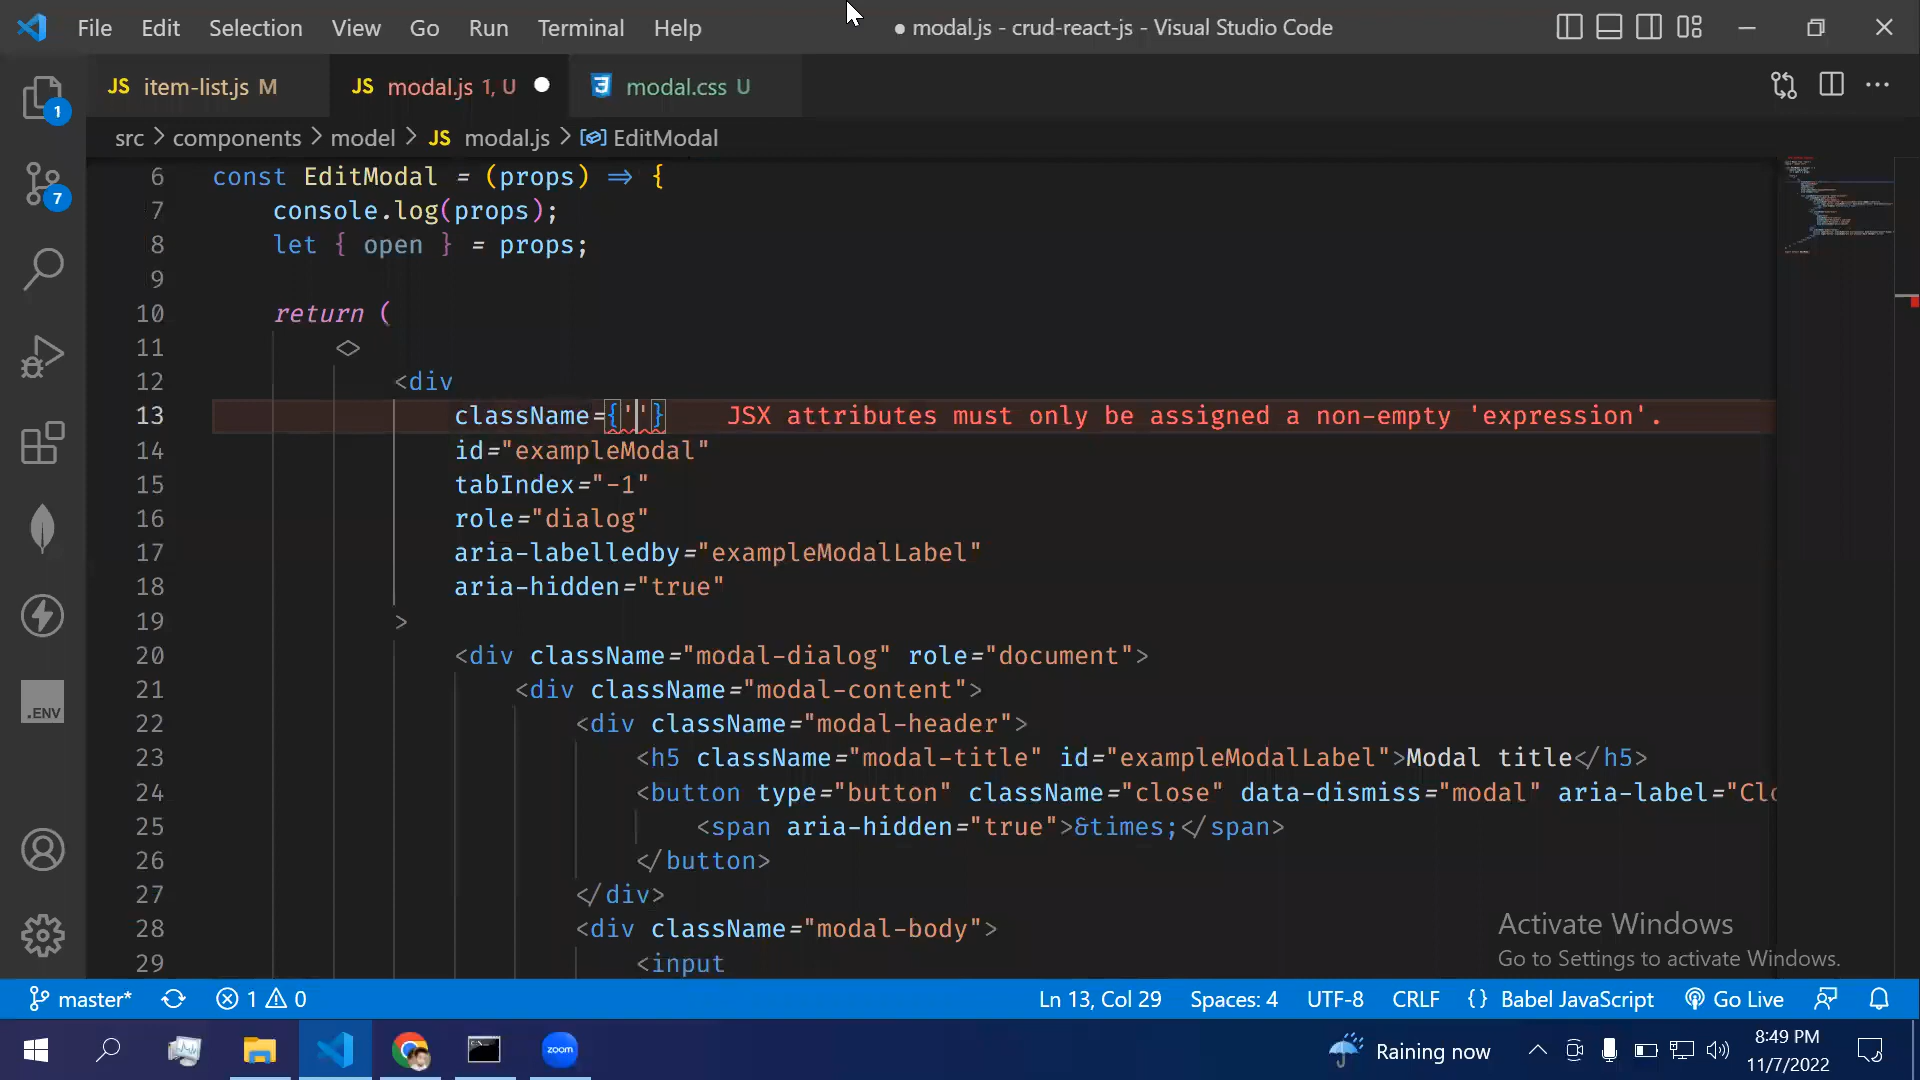 File Edit Selection View Go Run Terminal Help ● modal.js - crud-react-js - Visual Studio Code
JS item-list.js M JS modal.js 1, U ● modal.css U
src > components > model > JS modal.js > EditModal
1
7
.ENV
6 const EditModal = (props) => {
7 console.log(props);
8 let { open } = props;
9
10 return (
11 <>
12 <div
13 className={''} JSX attributes must only be assigned a non-empty 'expression'.
14 id="exampleModal"
15 tabIndex="-1"
16 role="dialog"
17 aria-labelledby="exampleModalLabel"
18 aria-hidden="true"
19 >
20 <div className="modal-dialog" role="document">
21 <div className="modal-content">
22 <div className="modal-header">
23 <h5 className="modal-title" id="exampleModalLabel">Modal title</h5>
24 <button type="button" className="close" data-dismiss="modal" aria-label="Clo
25 <span aria-hidden="true">&times;</span>
26 </button>
27 </div>
28 <div className="modal-body">
29 <input
Activate Windows
Go to Settings to activate Windows.
master* 1 0 Ln 13, Col 29 Spaces: 4 UTF-8 CRLF {} Babel JavaScript Go Live
zoom Raining now 8:49 PM
11/7/2022